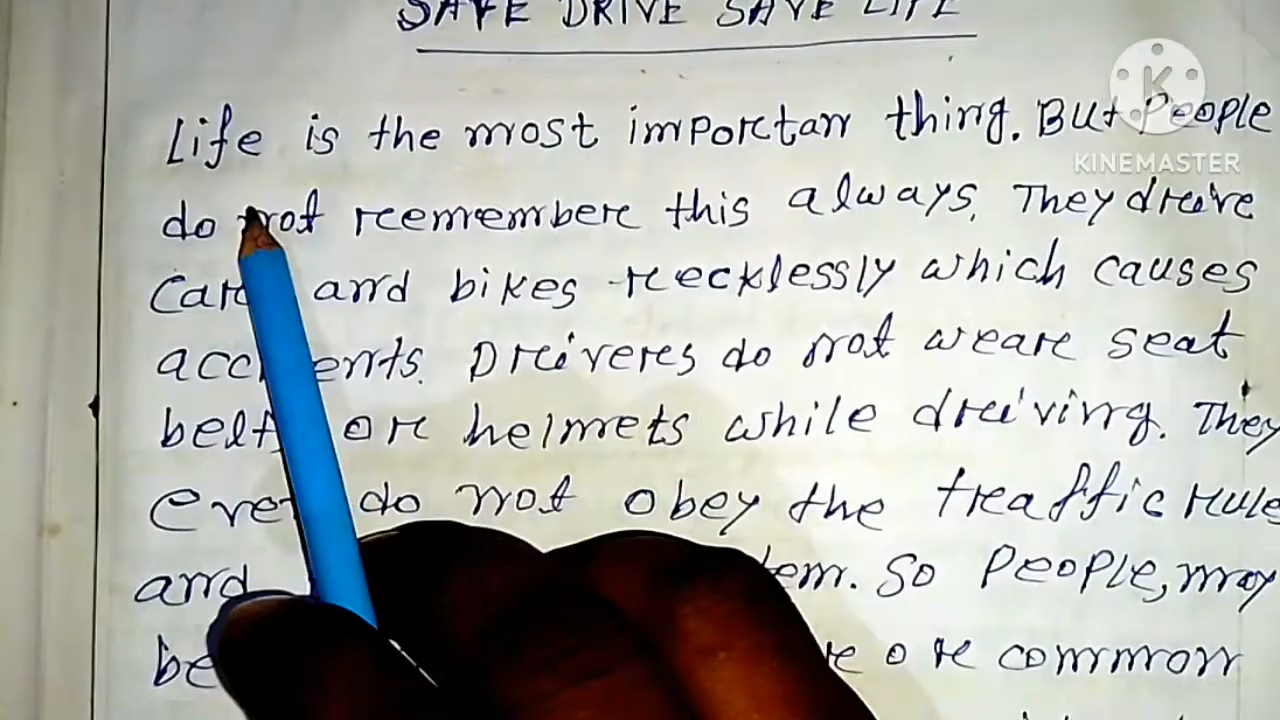 SAFE DRIVE SAVE LIFE
Life is the most importan thing. But People
do not remember this always. They drive
and bikes recklessly which causes
Drivers do not wear seat
or helmets while driving. They
do not obey the traffic rule
and So People, may
be or common
KINEMASTER